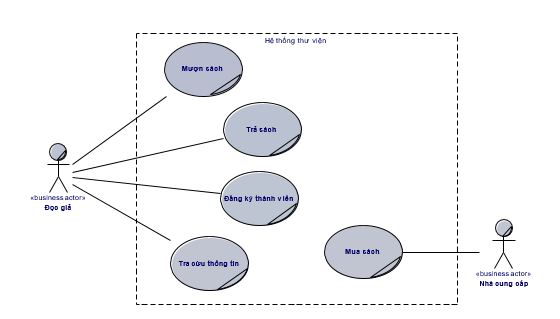 Hệ thống thư viện
Mượn sách
Trả sách
Đăng ký thành viên
Tra cứu thông tin
Mua sách
«business actor»
Đọc giả
«business actor»
Nhà cung cấp